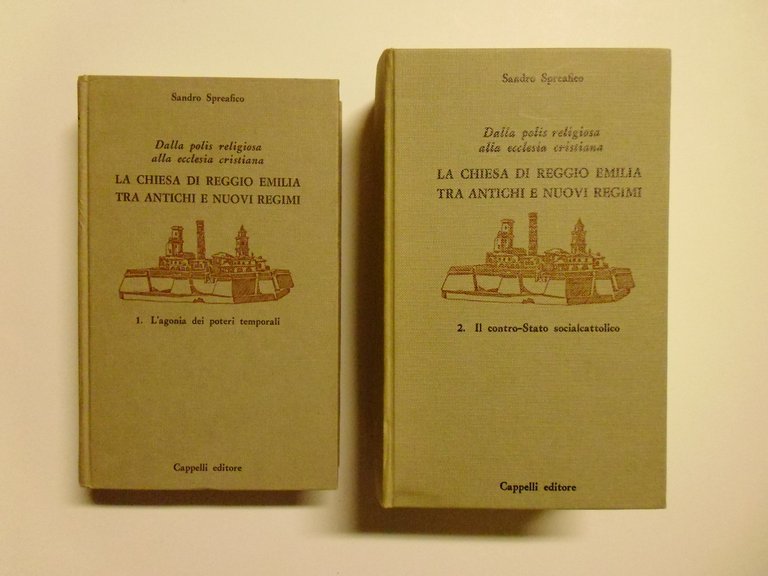 Sandro Spreafico
Dalla polis religiosa
alla ecclesia cristiana
LA CHIESA DI REGGIO EMILIA
TRA ANTICHI E NUOVI REGIMI
1. L'agonia dei poteri temporali
Cappelli editore
Sandro Spreafico
Dalla polis religiosa
alla ecclesia cristiana
LA CHIESA DI REGGIO EMILIA
TRA ANTICHI E NUOVI REGIMI
2. Il contro-Stato socialcattolico
Cappelli editore